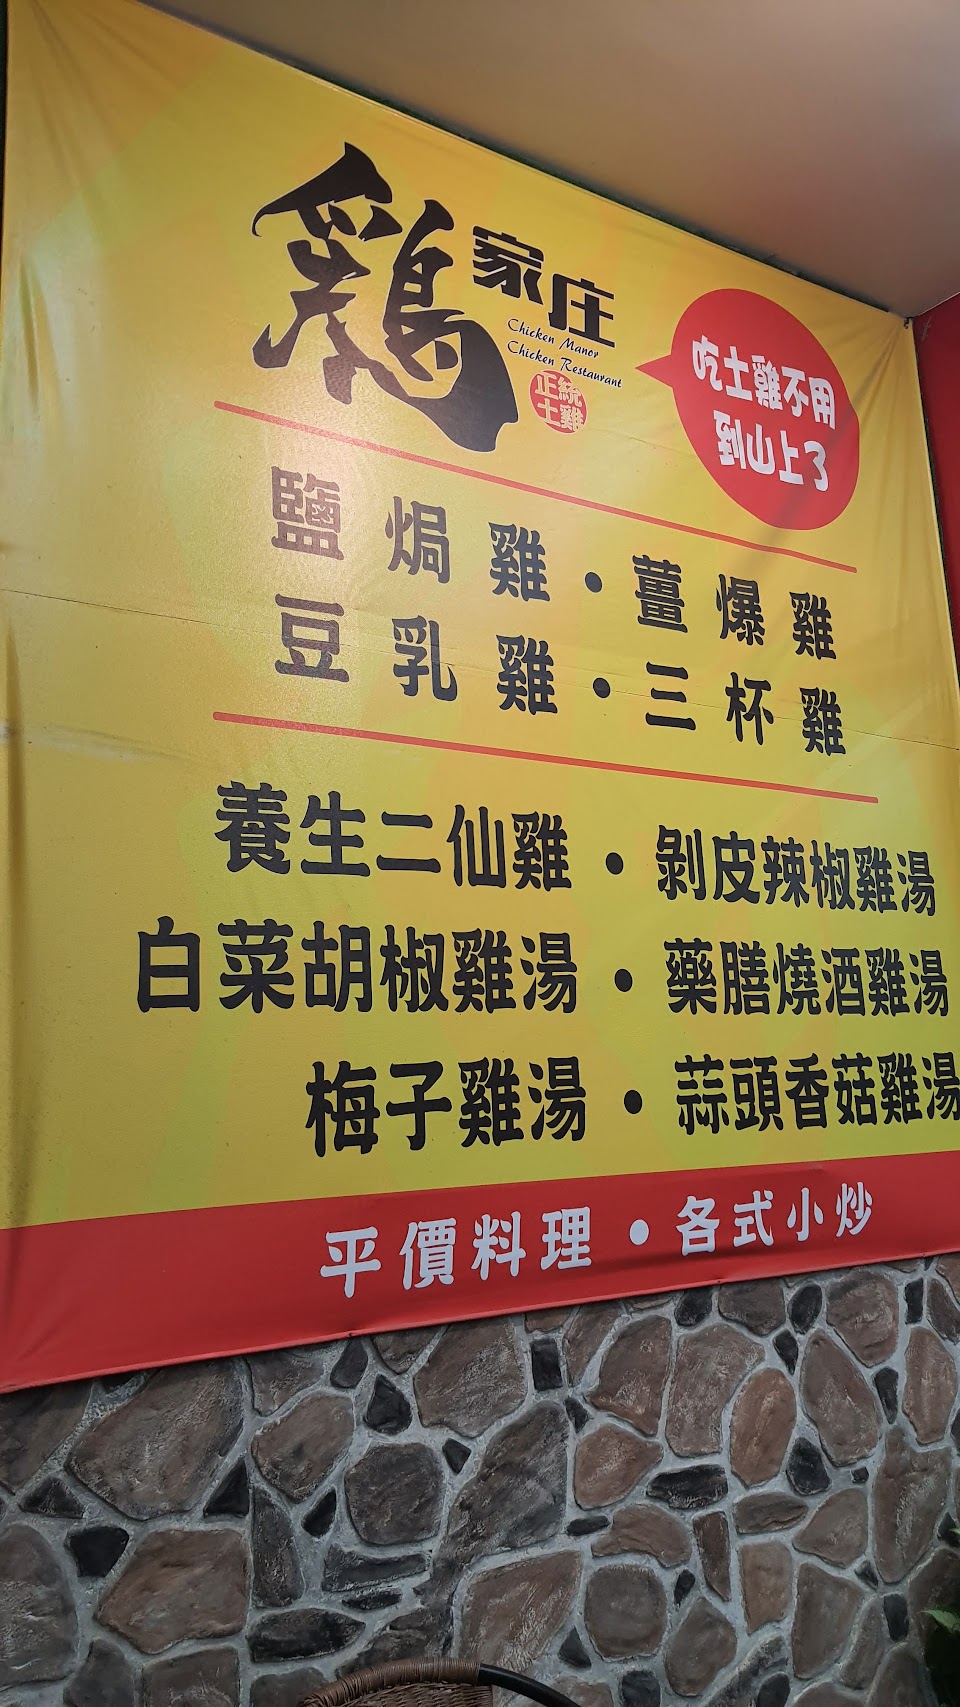 鷄家庄
Chicken Manor
Chicken Restaurant
正統
土雞
吃土雞不用
到山上了
鹽焗雞・薑爆雞
豆乳雞・三杯雞
養生二仙雞・剝皮辣椒雞湯
白菜胡椒雞湯・藥膳燒酒雞湯
梅子雞湯・蒜頭香菇雞湯
平價料理・各式小炒